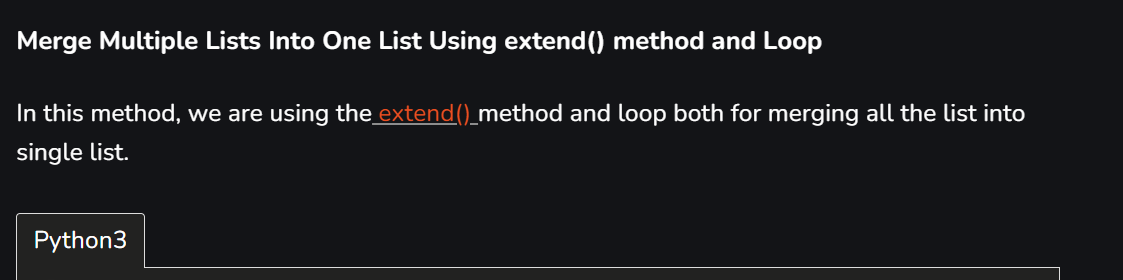 Merge Multiple Lists Into One List Using extend() method and Loop
In this method, we are using the extend() method and loop both for merging all the list into
single list.
Python3